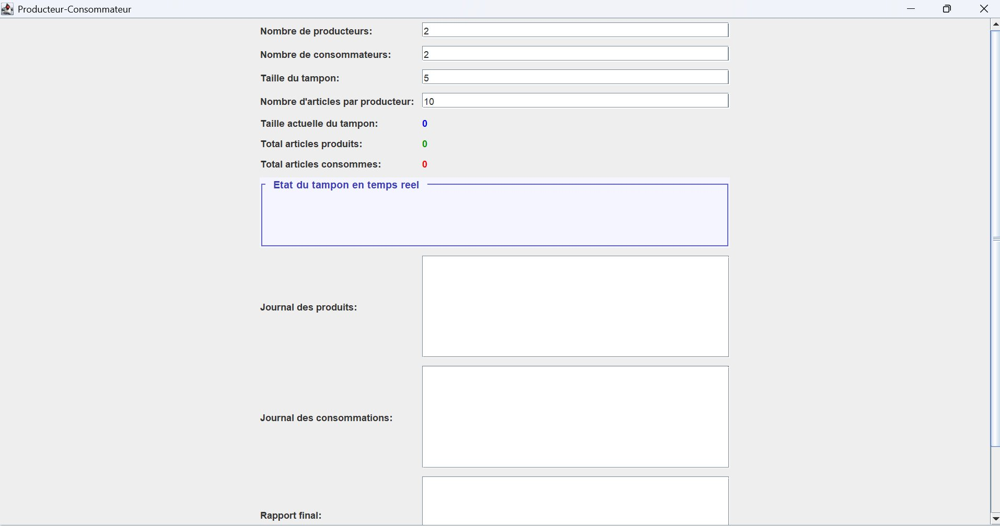 Producteur-Consommateur
Nombre de producteurs: 2
Nombre de consommateurs: 2
Taille du tampon: 5
Nombre d'articles par producteur: 10
Taille actuelle du tampon: 0
Total articles produits: 0
Total articles consommes: 0
Etat du tampon en temps reel
Journal des produits:
Journal des consommations:
Rapport final: